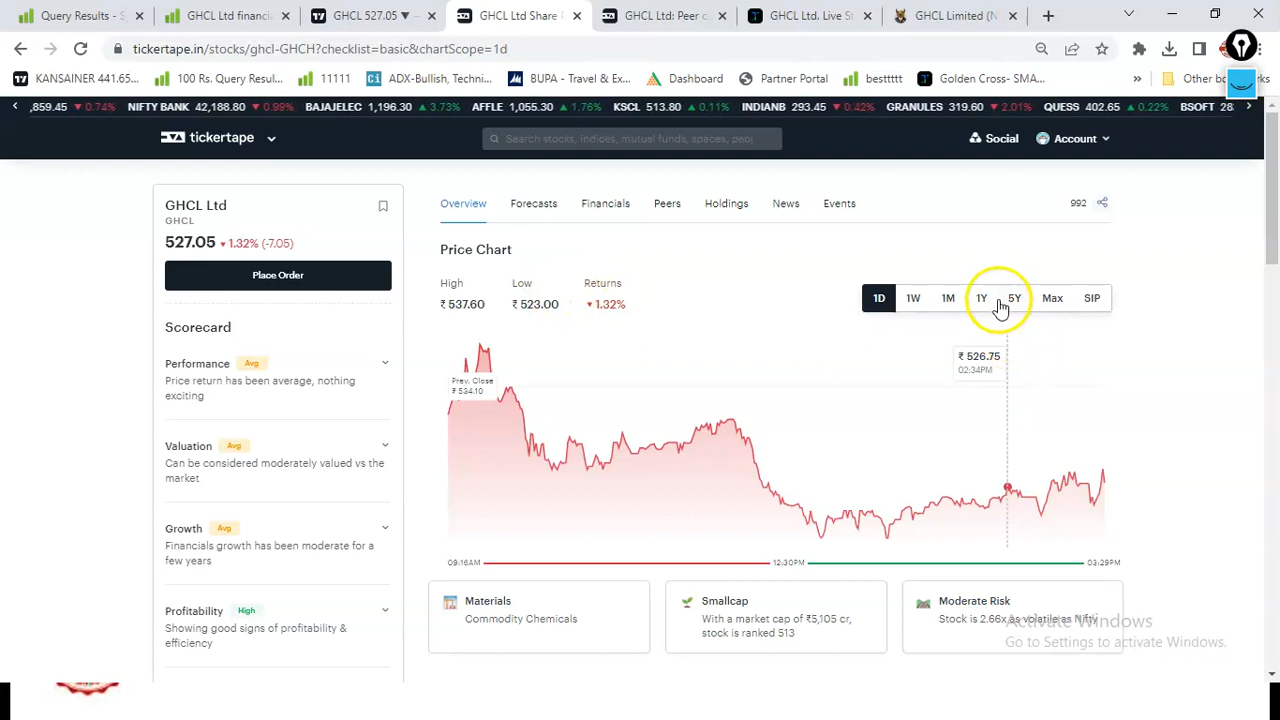 Query Results - S
GHCL Ltd financia
GHCL 527.05 ▼ —
GHCL Ltd Share P
GHCL Ltd: Peer c
GHCL Ltd. Live St
GHCL Limited (N
tickertape.in/stocks/ghcl-GHCH?checklist=basic&chartScope=1d
KANSAINER 441.65...
100 Rs. Query Resul...
11111
ADX-Bullish, Techni...
BUPA - Travel & Ex...
Dashboard
Partner Portal
besttttt
Golden Cross- SMA...
»
Other bo
,859.45 ▼ 0.74% NIFTY BANK 42,188.80 ▼ 0.99% BAJAJELEC 1,196.30 ▲ 3.73% AFFLE 1,055.30 ▲ 1.76% KSCL 513.80 ▲ 0.11% INDIANB 293.45 ▼ 0.42% GRANULES 319.60 ▼ 2.01% QUESS 402.65 ▲ 0.22% BSOFT 28
tickertape
Search stocks, indices, mutual funds, spaces, peop
Social
Account
GHCL Ltd
GHCL
527.05 ▼ 1.32% (-7.05)
Place Order
Scorecard
Performance Avg
Price return has been average, nothing
exciting
Valuation Avg
Can be considered moderately valued vs the
market
Growth Avg
Financials growth has been moderate for a
few years
Profitability High
Showing good signs of profitability &
efficiency
Overview Forecasts Financials Peers Holdings News Events
992
Price Chart
High Low Returns
₹ 537.60 ₹ 523.00 ▼ 1.32%
1D 1W 1M 1Y 5Y Max SIP
₹ 526.75
02:34PM
Prev. Close
₹ 534.10
09:16AM 12:30PM 03:29PM
Materials
Commodity Chemicals
Smallcap
With a market cap of ₹5,105 cr,
stock is ranked 513
Moderate Risk
Stock is 2.66x as volatile as Nifty
Activate Windows
Go to Settings to activate Windows.